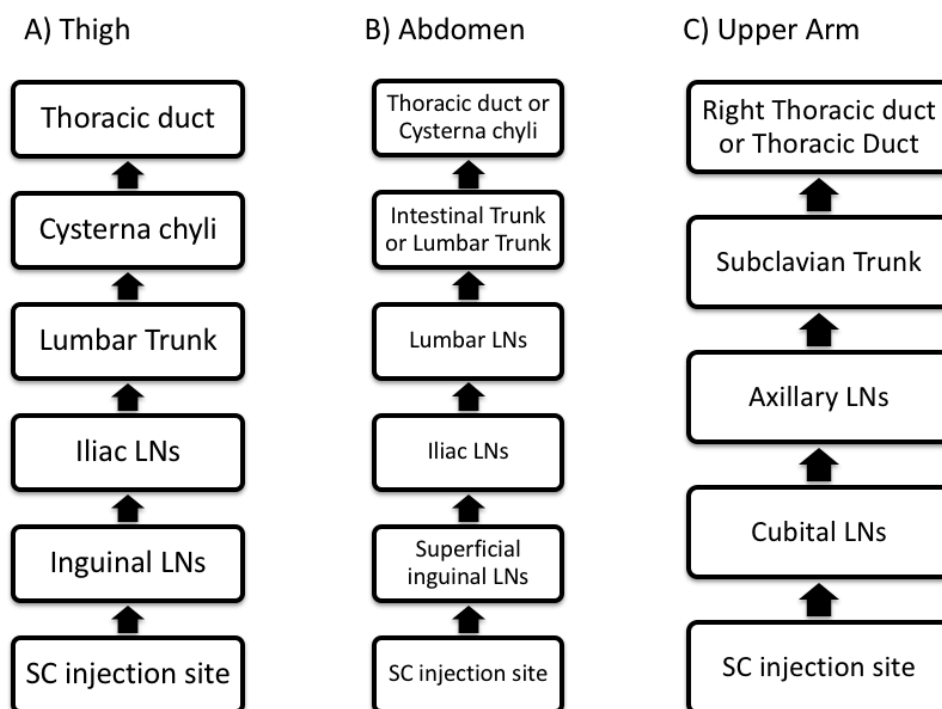 A) Thigh
Thoracic duct
Cysterna chyli
Lumbar Trunk
Iliac LNs
Inguinal LNs
SC injection site
B) Abdomen
Thoracic duct or
Cysterna chyli
Intestinal Trunk
or Lumbar Trunk
Lumbar LNs
Iliac LNs
Superficial
inguinal LNs
SC injection site
C) Upper Arm
Right Thoracic duct
or Thoracic Duct
Subclavian Trunk
Axillary LNs
Cubital LNs
SC injection site